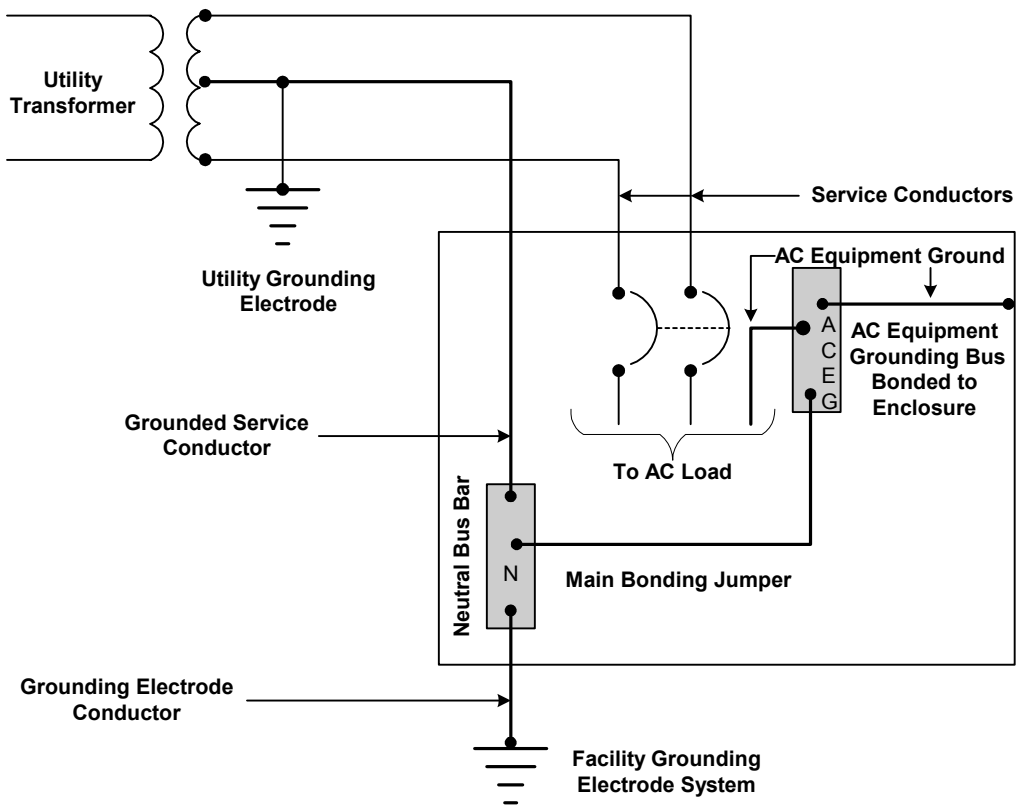 Utility
Transformer
Service Conductors
Utility Grounding
Electrode
AC Equipment Ground
A
C
E
G
AC Equipment
Grounding Bus
Bonded to
Enclosure
Grounded Service
Conductor
To AC Load
Neutral Bus Bar
N
Main Bonding Jumper
Grounding Electrode
Conductor
Facility Grounding
Electrode System